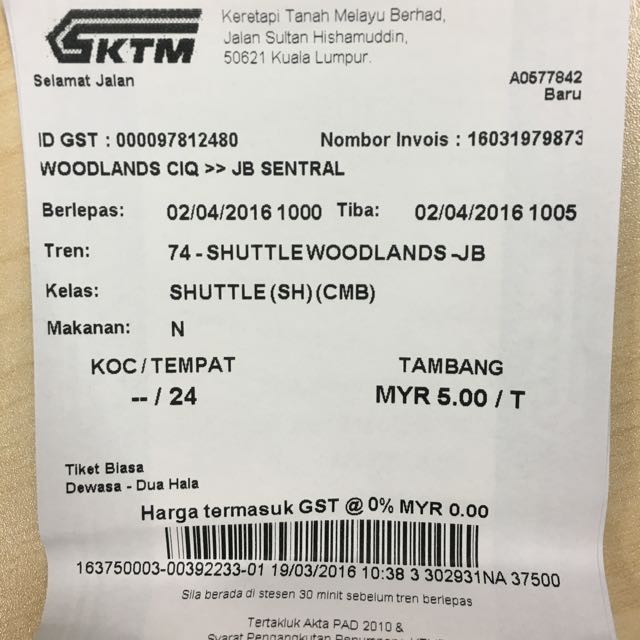 KTM
Keretapi Tanah Melayu Berhad,
Jalan Sultan Hishamuddin,
50621 Kuala Lumpur.
Selamat Jalan
A0577842
Baru
ID GST : 000097812480 Nombor Invois : 16031979873
WOODLANDS CIQ >> JB SENTRAL
Berlepas: 02/04/2016 1000 Tiba: 02/04/2016 1005
Tren: 74 - SHUTTLE WOODLANDS -JB
Kelas: SHUTTLE (SH) (CMB)
Makanan: N
KOC / TEMPAT TAMBANG
-- / 24 MYR 5.00 / T
Tiket Biasa
Dewasa - Dua Hala
Harga termasuk GST @ 0% MYR 0.00
163750003-00392233-01 19/03/2016 10:38 3 302931NA 37500
Sila berada di stesen 30 minit sebelum tren berlepas
Tertakluk Akta PAD 2010 &
Syarat Pengangkutan